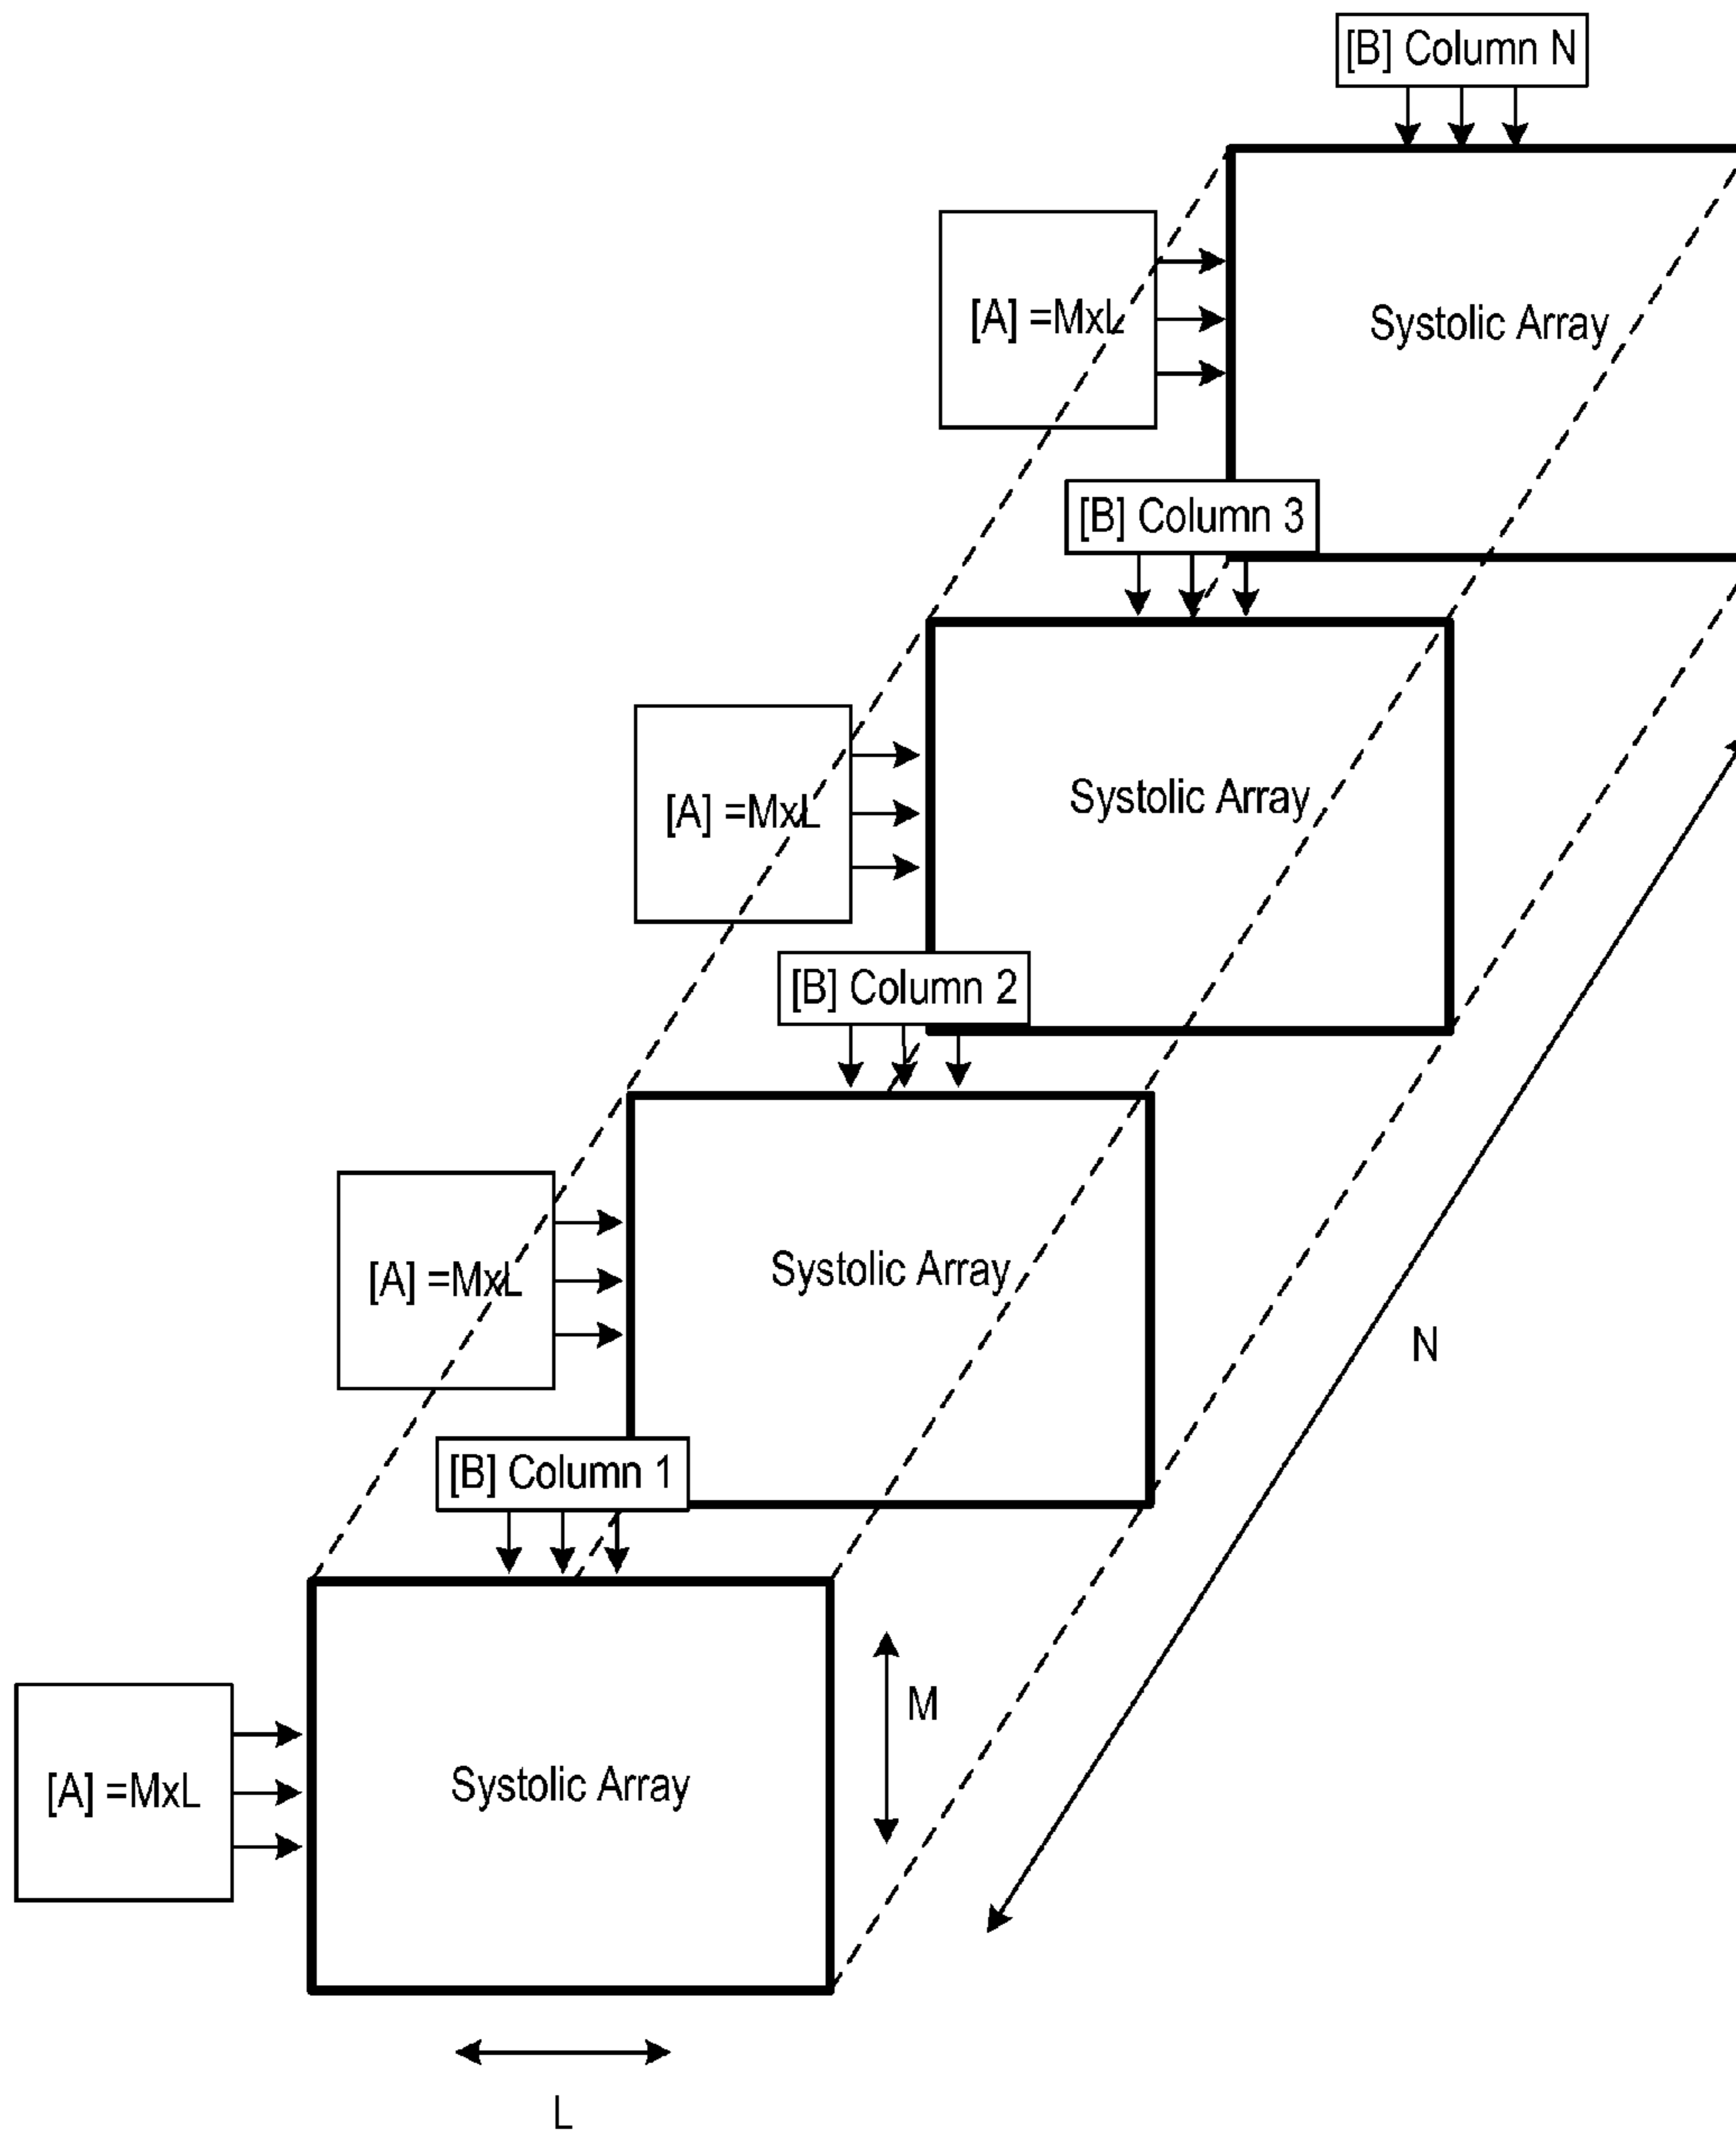 [B] Column N
[A] =MxL
Systolic Array
[B] Column 3
[A] =MxL
Systolic Array
[B] Column 2
[A] =MxL
Systolic Array
N
[B] Column 1
M
[A] =MxL
Systolic Array
L